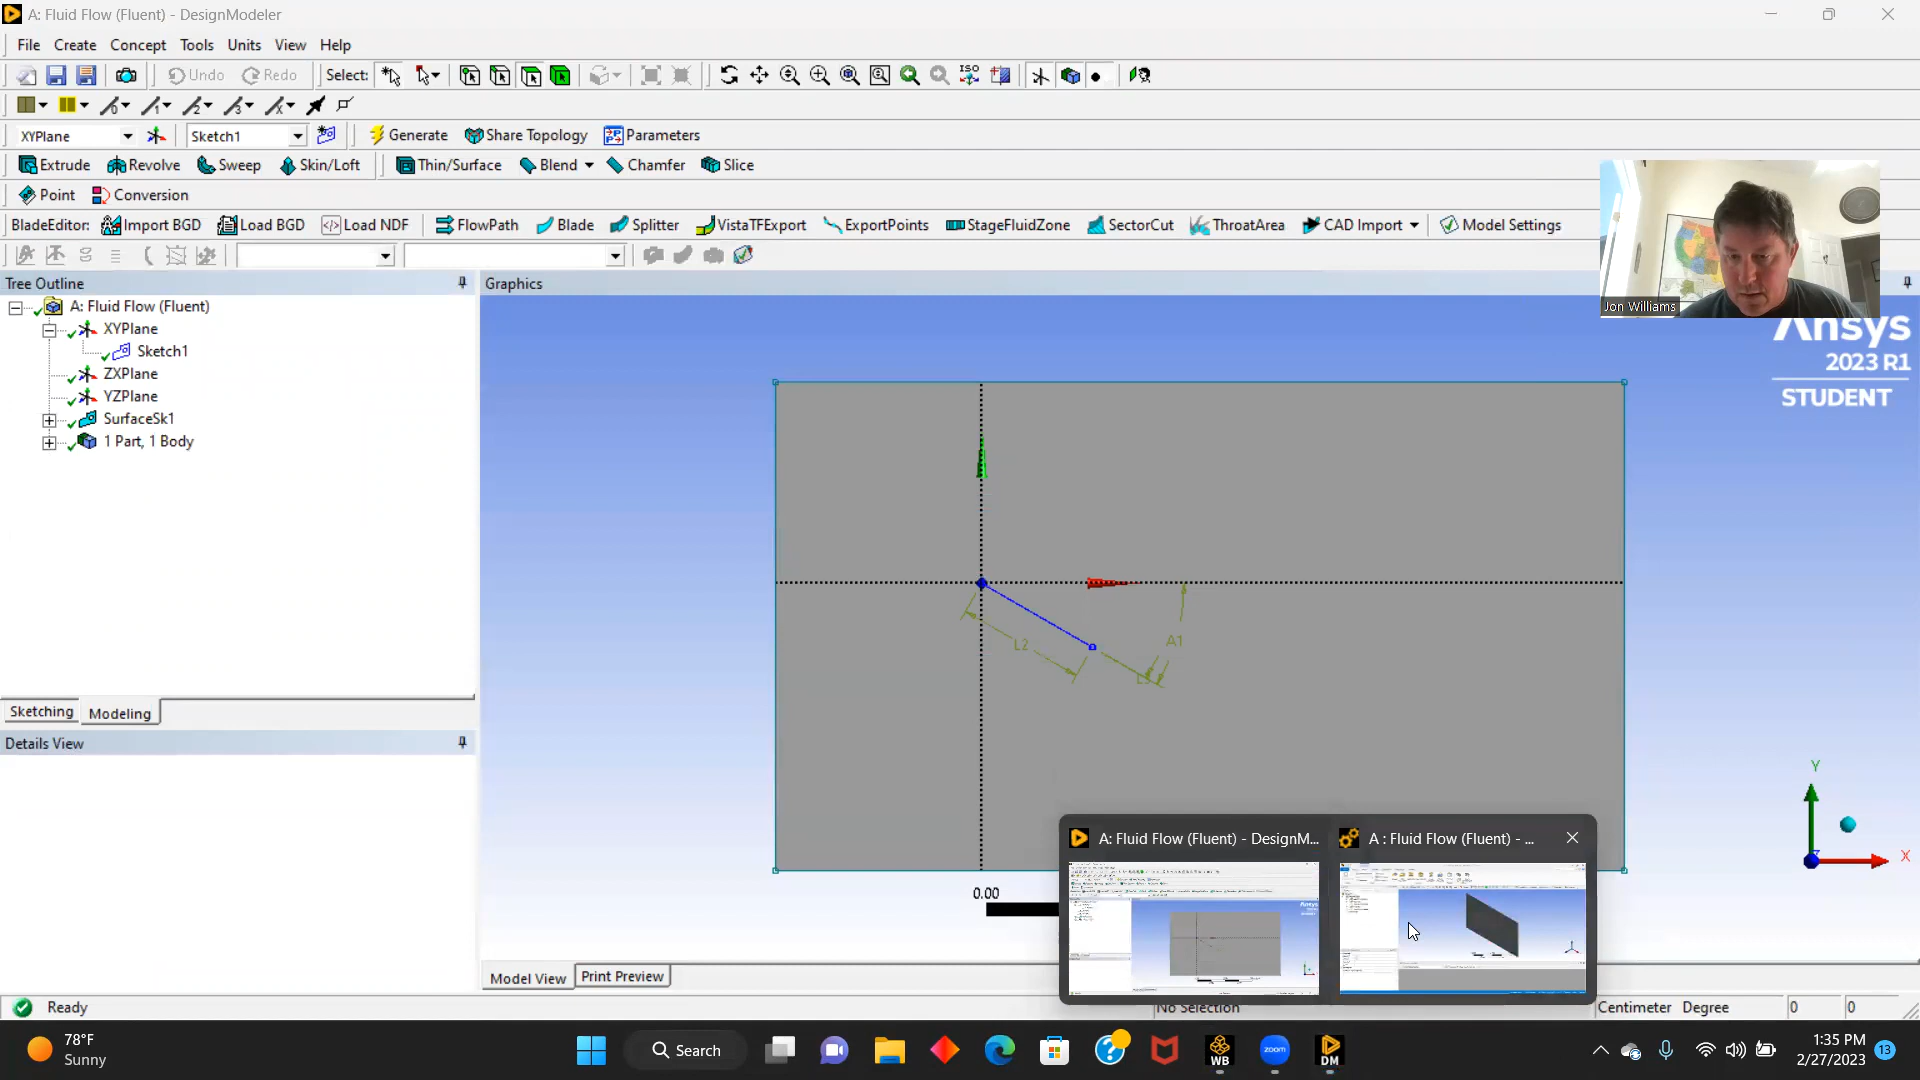 A: Fluid Flow (Fluent) - DesignModeler
File Create Concept Tools Units View Help
Undo Redo Select: ISO
XYPlane Sketch1 Generate Share Topology Parameters
Extrude Revolve Sweep Skin/Loft Thin/Surface Blend Chamfer Slice
Point Conversion
BladeEditor: Import BGD Load BGD Load NDF FlowPath Blade Splitter VistaTFExport ExportPoints StageFluidZone SectorCut ThroatArea CAD Import Model Settings
Tree Outline
A: Fluid Flow (Fluent)
XYPlane
Sketch1
ZXPlane
YZPlane
SurfaceSk1
1 Part, 1 Body
Sketching Modeling
Details View
Graphics
Jon Williams
Ansys
2023 R1
STUDENT
A1
L2
Y
X
0.00
A: Fluid Flow (Fluent) - DesignM...
A : Fluid Flow (Fluent) - ...
Model View Print Preview
Ready No Selection Centimeter Degree 0 0
78°F
Sunny
Search
WB zoom DM
1:35 PM
2/27/2023
13